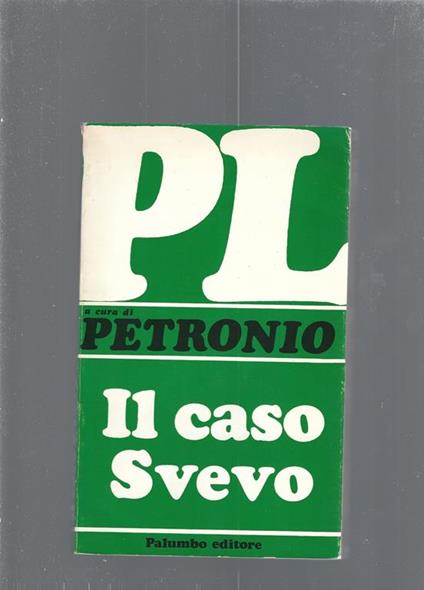 PL
a cura di
PETRONIO
Il caso
Svevo
Palumbo editore